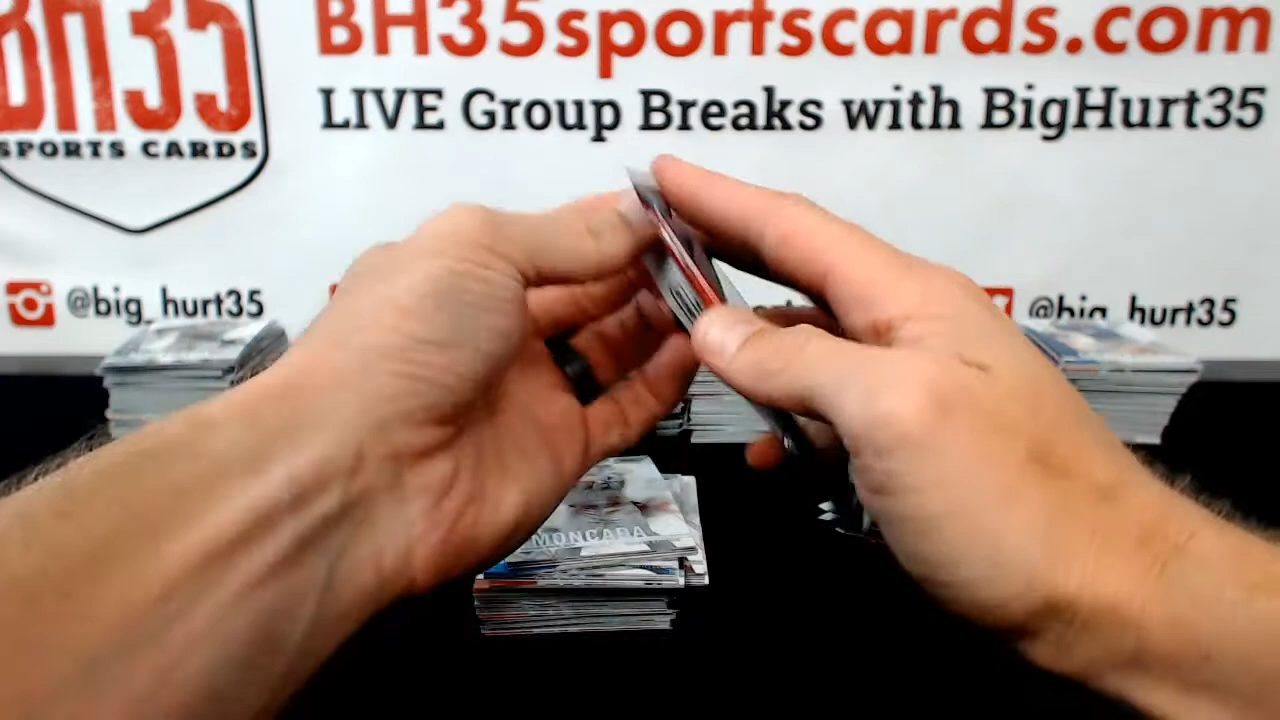 BH35
SPORTS CARDS
BH35sportscards.com
LIVE Group Breaks with BigHurt35
@big_hurt35
@big_hurt35
MONCADA